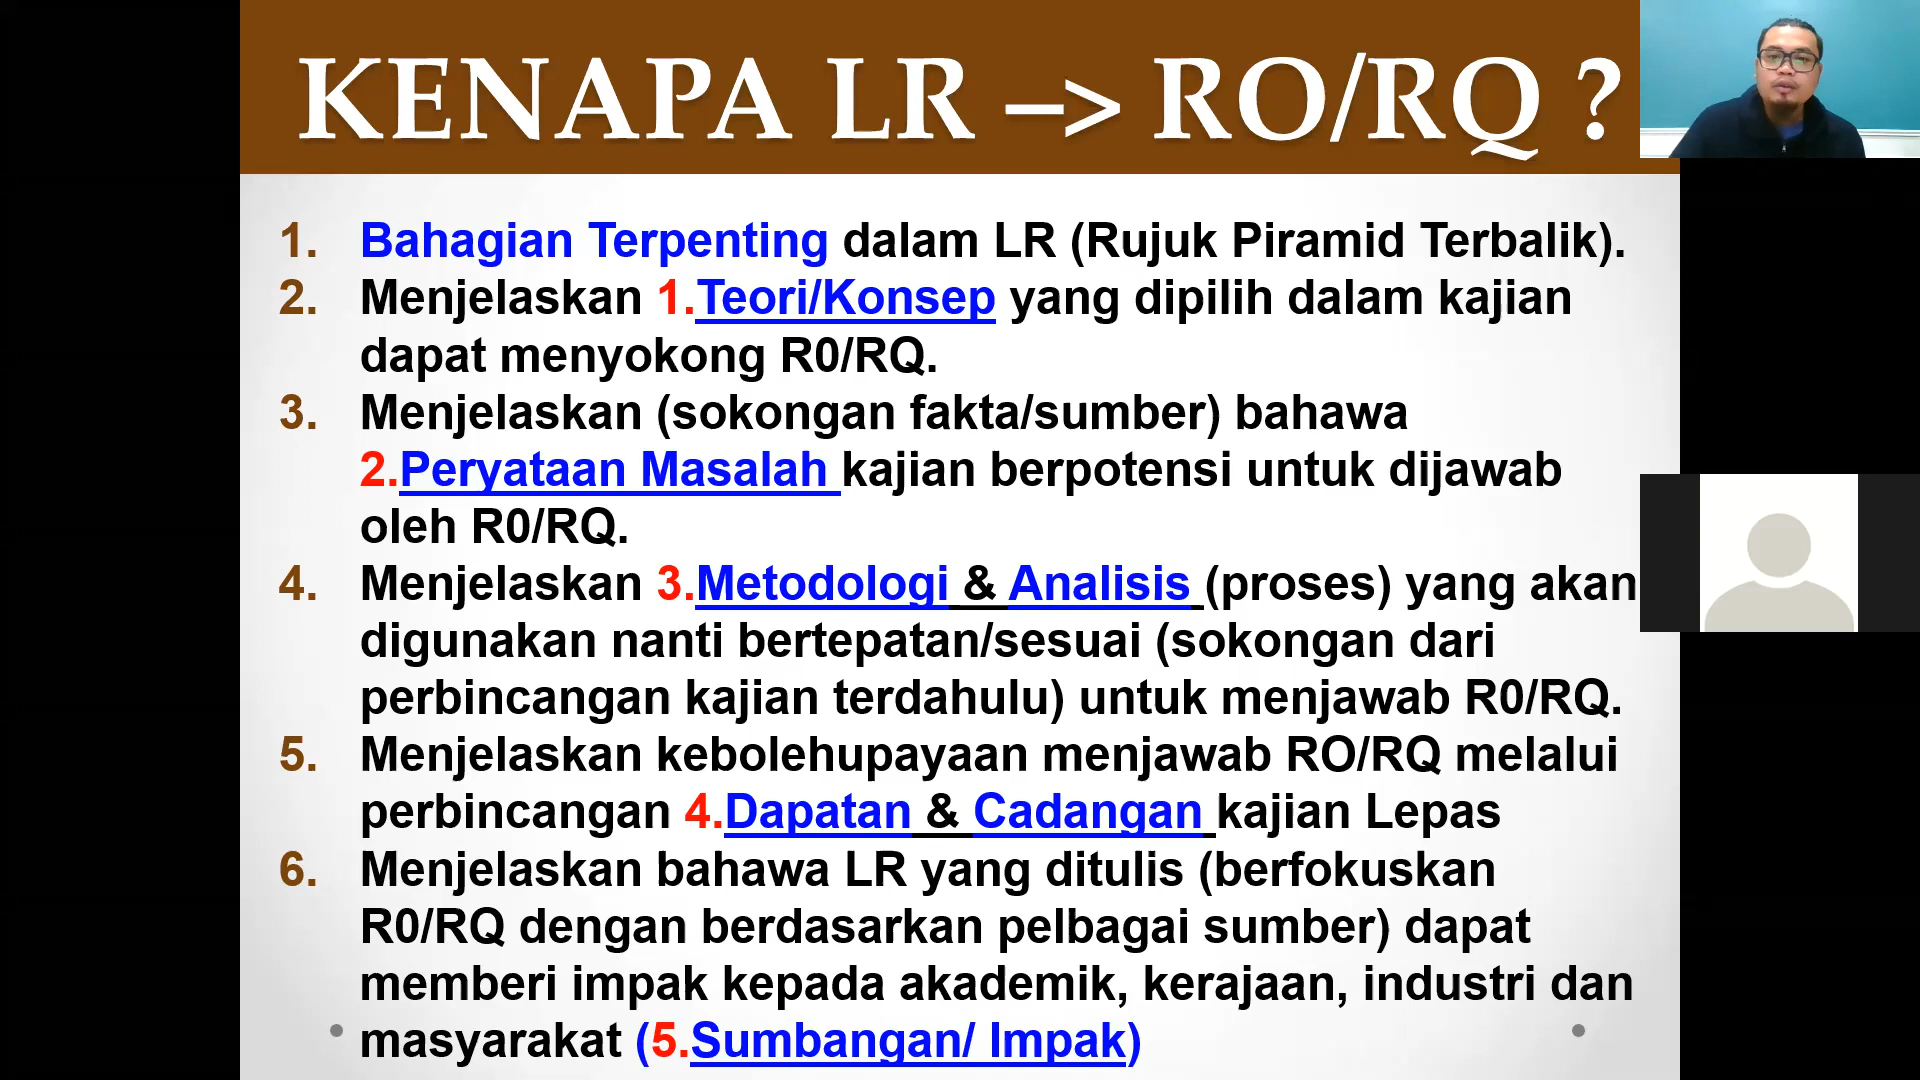 KENAPA LR –> RO/RQ ?
1. Bahagian Terpenting dalam LR (Rujuk Piramid Terbalik).
2. Menjelaskan 1.Teori/Konsep yang dipilih dalam kajian
dapat menyokong R0/RQ.
3. Menjelaskan (sokongan fakta/sumber) bahawa
2.Peryataan Masalah kajian berpotensi untuk dijawab
oleh R0/RQ.
4. Menjelaskan 3.Metodologi & Analisis (proses) yang akan
digunakan nanti bertepatan/sesuai (sokongan dari
perbincangan kajian terdahulu) untuk menjawab R0/RQ.
5. Menjelaskan kebolehupayaan menjawab RO/RQ melalui
perbincangan 4.Dapatan & Cadangan kajian Lepas
6. Menjelaskan bahawa LR yang ditulis (berfokuskan
R0/RQ dengan berdasarkan pelbagai sumber) dapat
memberi impak kepada akademik, kerajaan, industri dan
masyarakat (5.Sumbangan/ Impak)